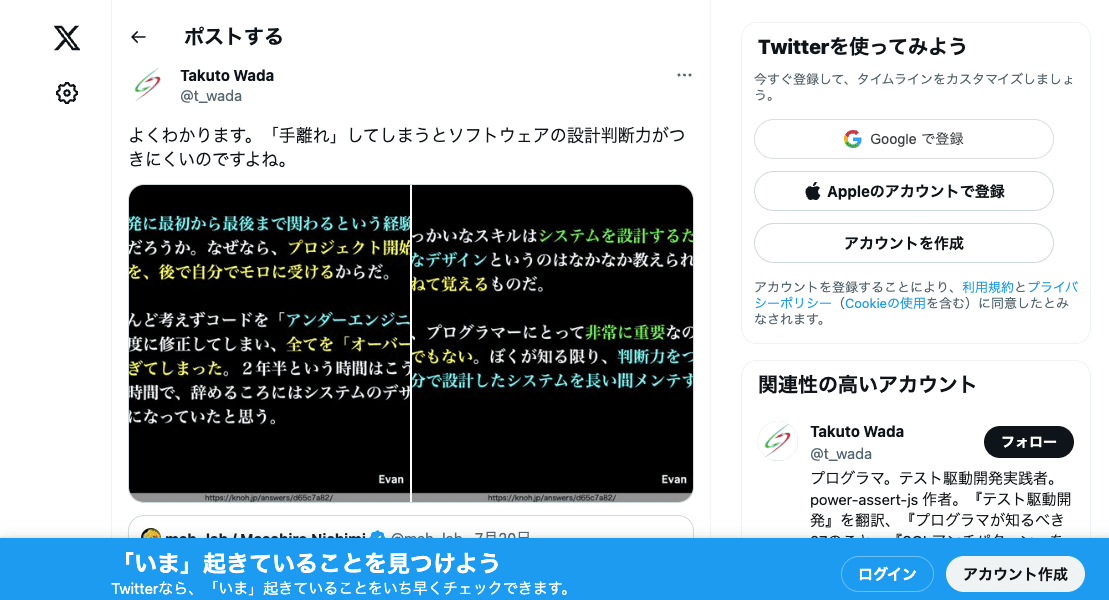 ポストする
Takuto Wada
@t_wada
よくわかります。「手離れ」してしまうとソフトウェアの設計判断力がつ
きにくいのですよね。
発に最初から最後まで関わるという経験
だろうか。なぜなら、プロジェクト開始
を、後で自分でモロに受けるからだ。
んど考えずコードを「アンダーエンジニ
度に修正してしまい、全てを「オーバー
ぎてしまった。２年半という時間はこう
時間で、辞めるころにはシステムのデザ
になっていたと思う。
Evan
https://knoh.jp/answers/d65c7a82/
っかいなスキルはシステムを設計するた
なデザインというのはなかなか教えられ
ねて覚えるものだ。
、プログラマーにとって非常に重要なの
でもない。ぼくが知る限り、判断力をつ
分で設計したシステムを長い間メンテす
Evan
https://knoh.jp/answers/d65c7a82/
Twitterを使ってみよう
今すぐ登録して、タイムラインをカスタマイズしましょ
う。
Google で登録
Appleのアカウントで登録
アカウントを作成
アカウントを登録することにより、利用規約とプライバ
シーポリシー（Cookieの使用を含む）に同意したとみ
なされます。
関連性の高いアカウント
Takuto Wada
@t_wada
フォロー
プログラマ。テスト駆動開発実践者。
power-assert-js 作者。『テスト駆動開
発』を翻訳、『プログラマが知るべき
「いま」起きていることを見つけよう
Twitterなら、「いま」起きていることをいち早くチェックできます。
ログイン
アカウント作成